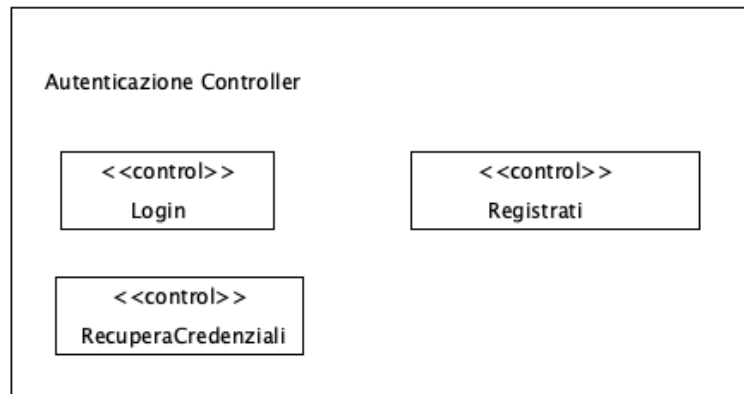 Autenticazione Controller
<<control>>
Login
<<control>>
Registrati
<<control>>
RecuperaCredenziali